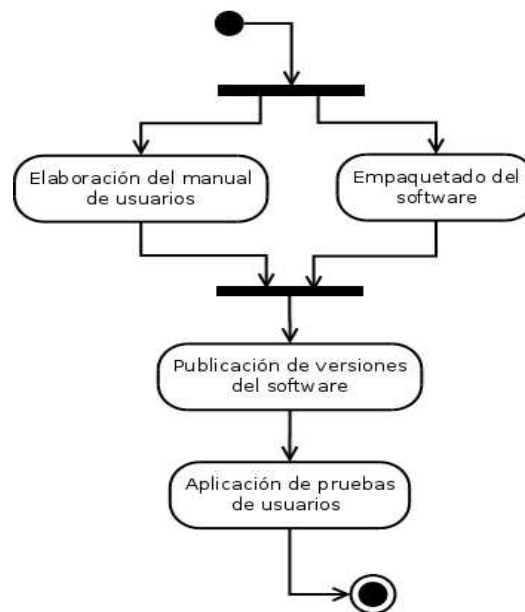 Elaboración del manual
de usuarios
Empaquetado del
software
Publicación de versiones
del software
Aplicación de pruebas
de usuarios